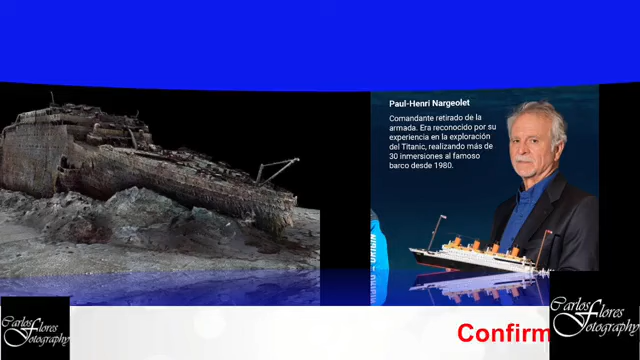 Paul-Henri Nargeolet
Comandante retirado de la
armada. Era reconocido por su
experiencia en la exploración
del Titanic, realizando más de
30 inmersiones al famoso
barco desde 1980.
Confirm
Carlos
Flores
Fotography
Carlos
Flores
Fotography